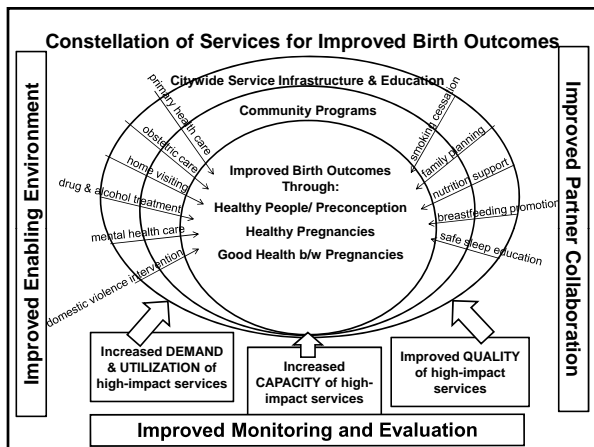 Constellation of Services for Improved Birth Outcomes
Improved Enabling Environment
Citywide Service Infrastructure & Education
Community Programs
primary health care
obstetric care
home visiting
drug & alcohol treatment
mental health care
domestic violence intervention
Improved Birth Outcomes
Through:
Healthy People/ Preconception
Healthy Pregnancies
Good Health b/w Pregnancies
smoking cessation
family planning
nutrition support
breastfeeding promotion
safe sleep education
Improved Partner Collaboration
Increased DEMAND
& UTILIZATION of
high-impact services
Increased
CAPACITY of high-
impact services
Improved QUALITY
of high-impact
services
Improved Monitoring and Evaluation